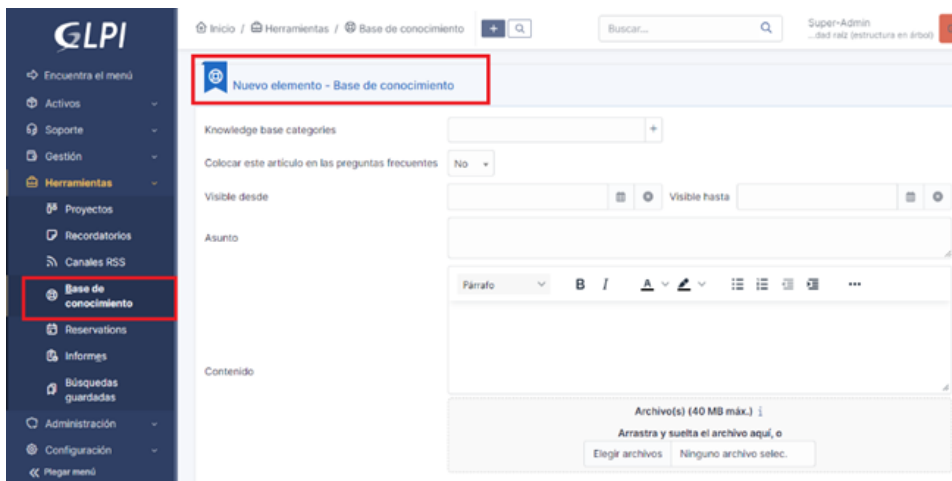 GLPI
Inicio / Herramientas / Base de conocimiento
Buscar...
Super-Admin
...dad raíz (estructura en árbol)
Encuentra el menú
Activos
Soporte
Gestión
Herramientas
Proyectos
Recordatorios
Canales RSS
Base de
conocimiento
Reservations
Informes
Búsquedas
guardadas
Administración
Configuración
Plegar menú
Nuevo elemento - Base de conocimiento
Knowledge base categories
Colocar este artículo en las preguntas frecuentes No
Visible desde Visible hasta
Asunto
Párrafo B I A
Contenido
Archivo(s) (40 MB máx.) i
Arrastra y suelta el archivo aquí, o
Elegir archivos Ninguno archivo selec.